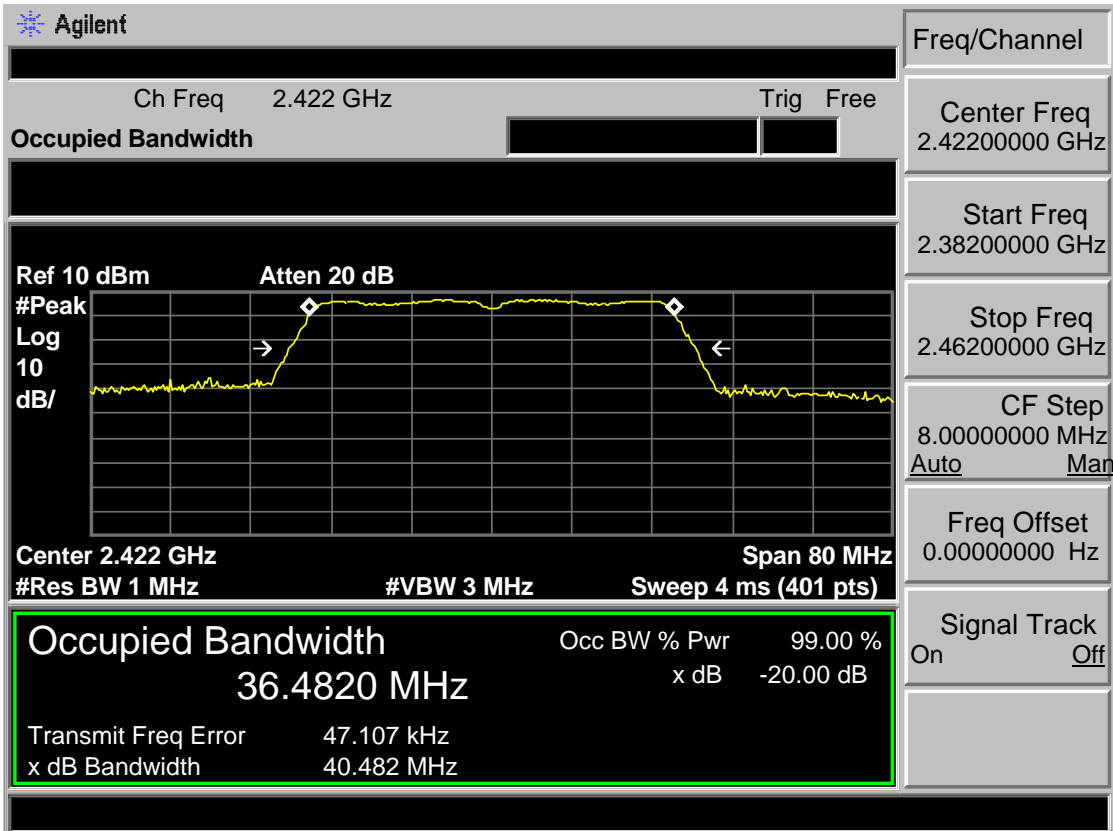 Agilent
Freq/Channel
Ch Freq 2.422 GHz Trig Free
Occupied Bandwidth
Center Freq
2.42200000 GHz
Start Freq
2.38200000 GHz
Stop Freq
2.46200000 GHz
CF Step
8.00000000 MHz
Auto Man
Freq Offset
0.00000000 Hz
Signal Track
On Off
Ref 10 dBm Atten 20 dB
#Peak
Log
10
dB/
Center 2.422 GHz Span 80 MHz
#Res BW 1 MHz #VBW 3 MHz Sweep 4 ms (401 pts)
Occupied Bandwidth Occ BW % Pwr 99.00 %
36.4820 MHz x dB -20.00 dB
Transmit Freq Error 47.107 kHz
x dB Bandwidth 40.482 MHz